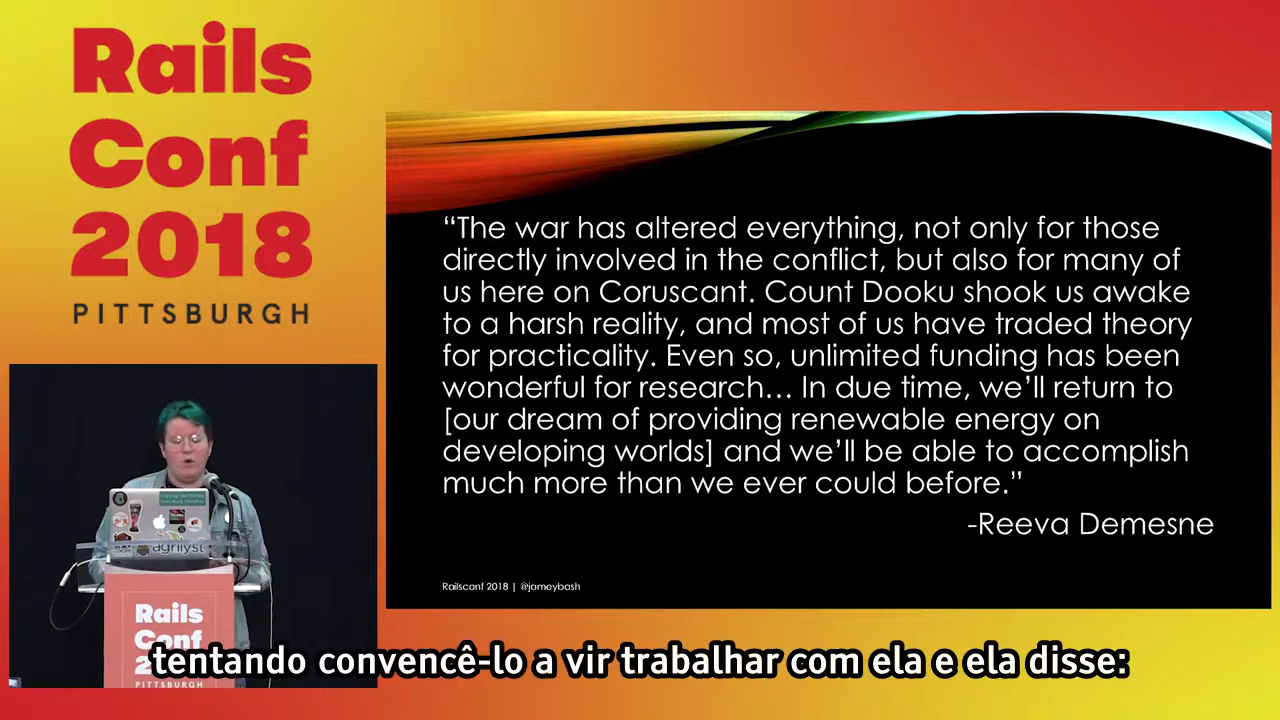 Rails
Conf
2018
PITTSBURGH
“The war has altered everything, not only for those
directly involved in the conflict, but also for many of
us here on Coruscant. Count Dooku shook us awake
to a harsh reality, and most of us have traded theory
for practicality. Even so, unlimited funding has been
wonderful for research… In due time, we’ll return to
[our dream of providing renewable energy on
developing worlds] and we’ll be able to accomplish
much more than we ever could before.”
-Reeva Demesne
Railsconf 2018 | @jameybash
agrilyst
Rails
Conf
PITTSBURGH
tentando convencê-lo a vir trabalhar com ela e ela disse: